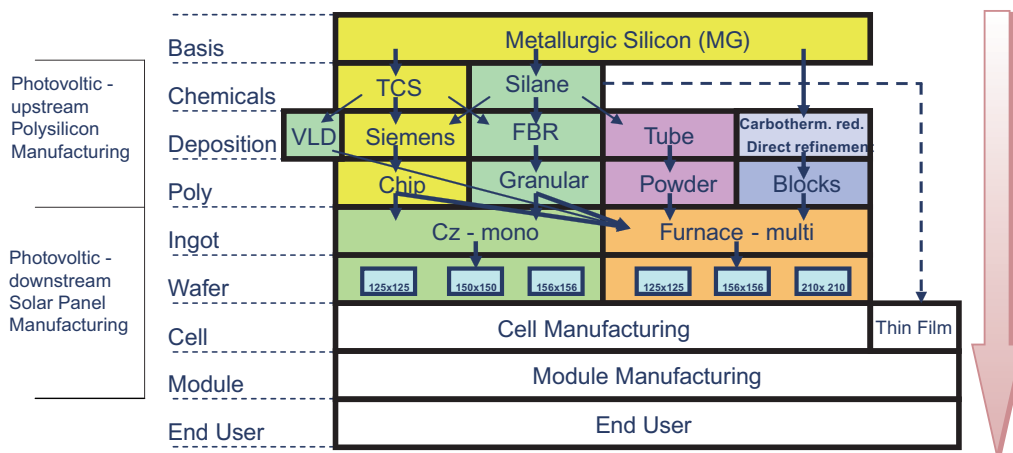 Basis
Metallurgic Silicon (MG)
Photovoltic -
upstream
Polysilicon
Manufacturing
Chemicals
TCS
Silane
Deposition
VLD
Siemens
FBR
Tube
Carbotherm. red.
Direct refinement
Poly
Chip
Granular
Powder
Blocks
Photovoltic -
downstream
Solar Panel
Manufacturing
Ingot
Cz - mono
Furnace - multi
Wafer
125x125
150x150
156x156
125x125
156x156
210x 210
Cell
Cell Manufacturing
Thin Film
Module
Module Manufacturing
End User
End User